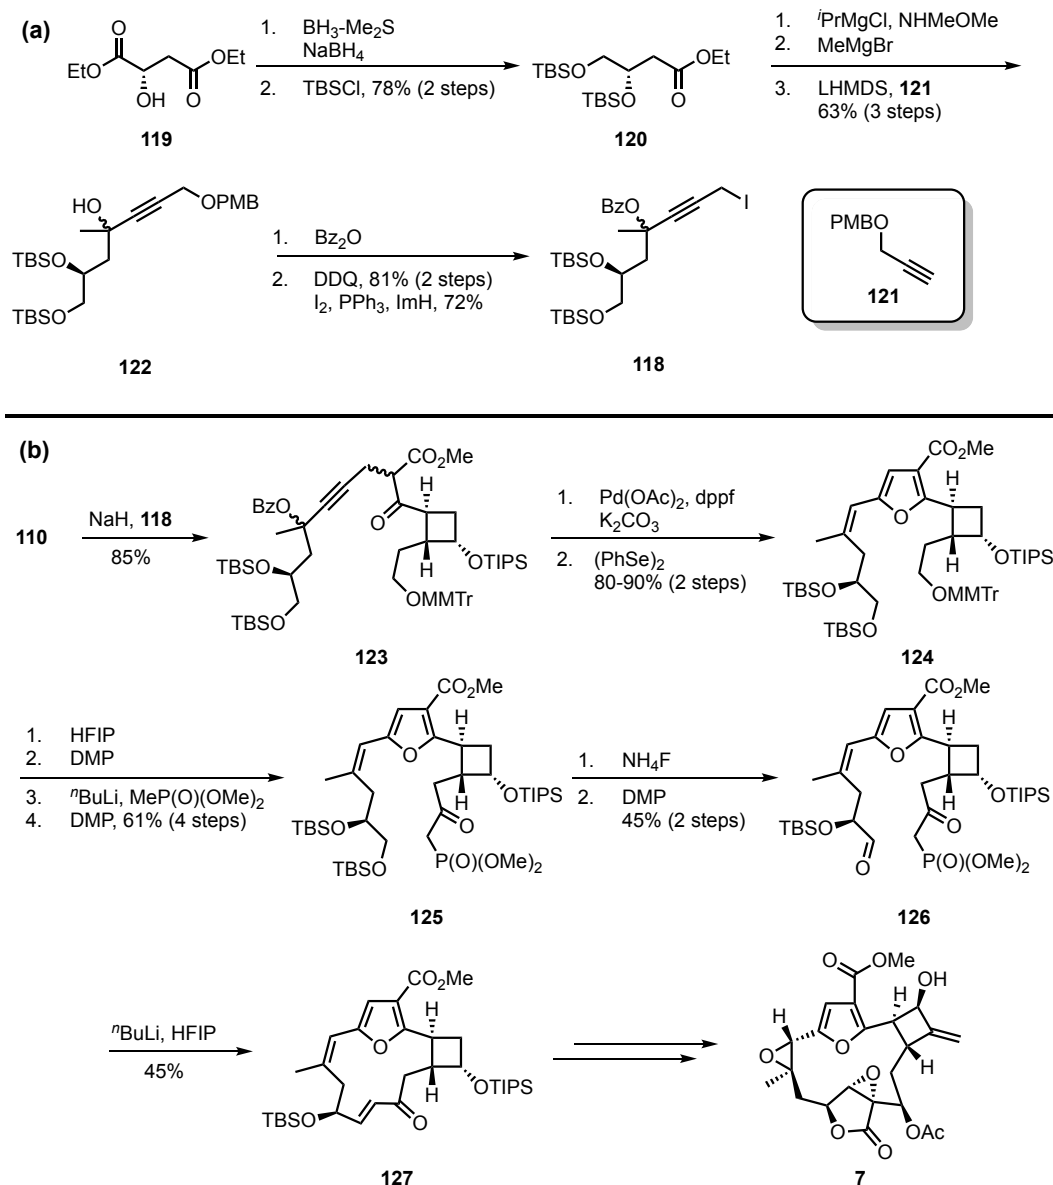 (a)
1. BH3-Me2S
NaBH4
2. TBSCl, 78% (2 steps)
1. iPrMgCl, NHMeOMe
2. MeMgBr
3. LHMDS, 121
63% (3 steps)
O
EtO
OEt
OH
O
119
TBSO
OEt
TBSO
O
120
HO
OPMB
TBSO
TBSO
122
1. Bz2O
2. DDQ, 81% (2 steps)
I2, PPh3, ImH, 72%
BzO
I
TBSO
TBSO
118
PMBO
121
(b)
110
NaH, 118
85%
CO2Me
H
BzO
O
TBSO
H
OTIPS
OMMTr
TBSO
123
1. Pd(OAc)2, dppf
K2CO3
2. (PhSe)2
80-90% (2 steps)
CO2Me
H
O
OTIPS
H
TBSO
OMMTr
TBSO
124
1. HFIP
2. DMP
3. nBuLi, MeP(O)(OMe)2
4. DMP, 61% (4 steps)
CO2Me
H
O
OTIPS
H
TBSO
O
TBSO
P(O)(OMe)2
125
1. NH4F
2. DMP
45% (2 steps)
CO2Me
H
O
OTIPS
H
TBSO
O
O
P(O)(OMe)2
126
nBuLi, HFIP
45%
CO2Me
H
O
H
OTIPS
TBSO
O
127
O
OMe
OH
H
H
O
O
H
O
O
O
OAc
7